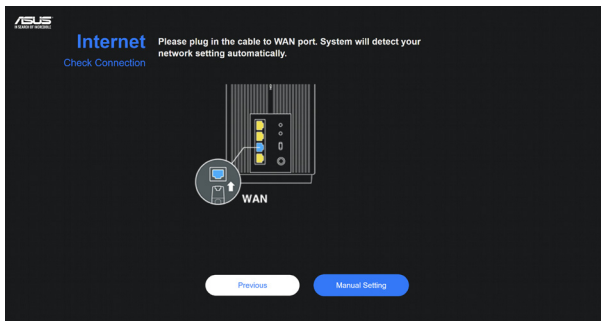 ASUS
IN SEARCH OF INCREDIBLE
Internet
Check Connection
Please plug in the cable to WAN port. System will detect your
network setting automatically.
WAN
Previous
Manual Setting